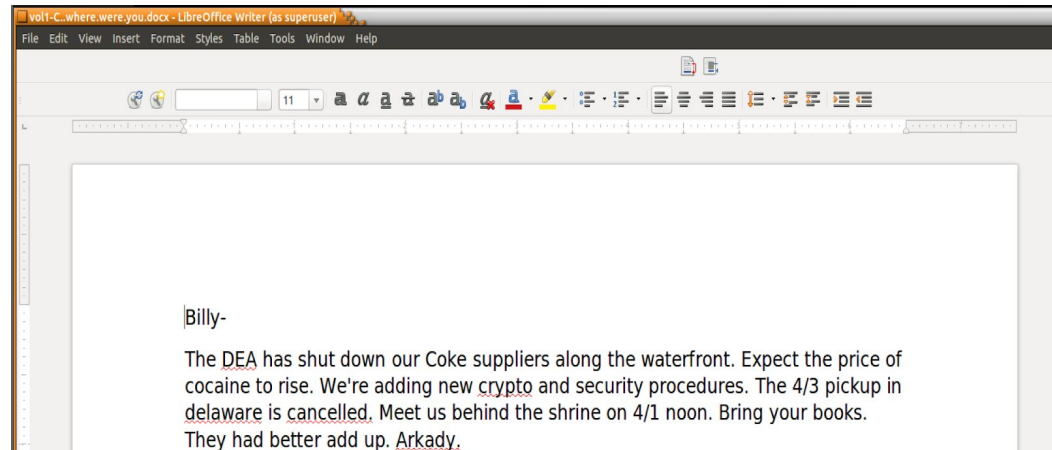 vol1-C..where.were.you.docx - LibreOffice Writer (as superuser)
File Edit View Insert Format Styles Table Tools Window Help
11
Billy-
The DEA has shut down our Coke suppliers along the waterfront. Expect the price of
cocaine to rise. We're adding new crypto and security procedures. The 4/3 pickup in
delaware is cancelled. Meet us behind the shrine on 4/1 noon. Bring your books.
They had better add up. Arkady.